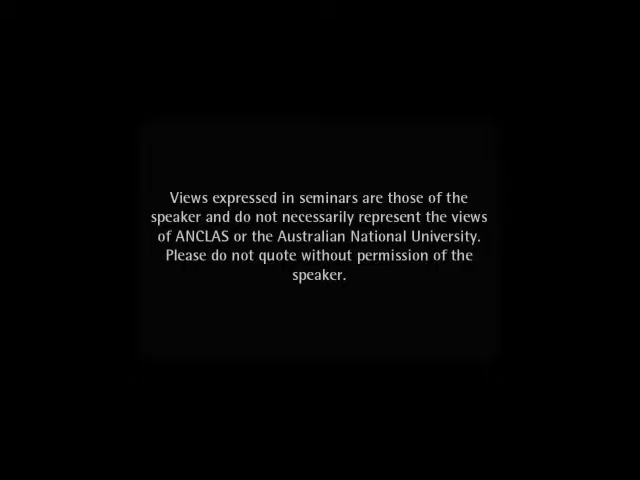 Views expressed in seminars are those of the
speaker and do not necessarily represent the views
of ANCLAS or the Australian National University.
Please do not quote without permission of the
speaker.